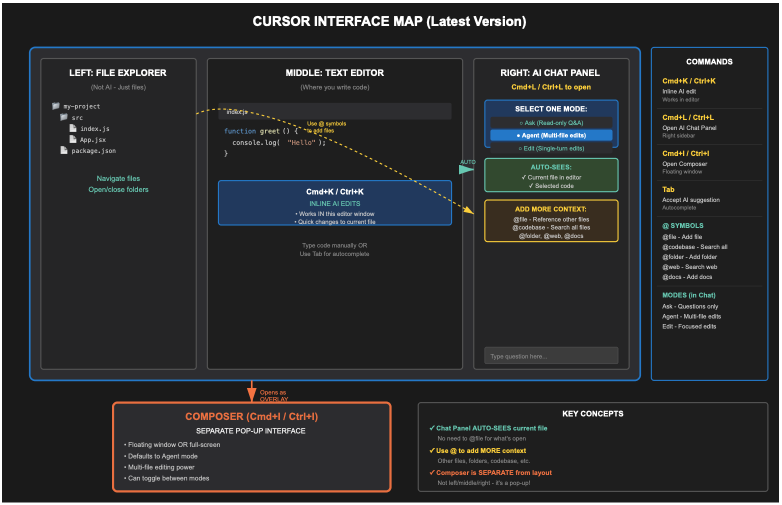 CURSOR INTERFACE MAP (Latest Version)
LEFT: FILE EXPLORER
(Not AI - Just files)
my-project
src
index.js
App.jsx
package.json
Navigate files
Open/close folders
MIDDLE: TEXT EDITOR
(Where you write code)
index.js
Use @ symbols
to add files
function greet() {
console.log( "Hello");
}
Cmd+K / Ctrl+K
INLINE AI EDITS
• Works IN this editor window
• Quick changes to current file
Type code manually OR
Use Tab for autocomplete
AUTO
RIGHT: AI CHAT PANEL
Cmd+L / Ctrl+L to open
SELECT ONE MODE:
○ Ask (Read-only Q&A)
● Agent (Multi-file edits)
○ Edit (Single-turn edits)
AUTO-SEES:
✓ Current file in editor
✓ Selected code
ADD MORE CONTEXT:
@file - Reference other files
@codebase - Search all files
@folder, @web, @docs
Type question here...
COMMANDS
Cmd+K / Ctrl+K
Inline AI edit
Works in editor
Cmd+L / Ctrl+L
Open AI Chat Panel
Right sidebar
Cmd+I / Ctrl+I
Open Composer
Floating window
Tab
Accept AI suggestion
Autocomplete
@ SYMBOLS
@file - Add file
@codebase - Search all
@folder - Add folder
@web - Search web
@docs - Add docs
MODES (in Chat)
Ask - Questions only
Agent - Multi-file edits
Edit - Focused edits
Opens as
OVERLAY
COMPOSER (Cmd+I / Ctrl+I)
SEPARATE POP-UP INTERFACE
• Floating window OR full-screen
• Defaults to Agent mode
• Multi-file editing power
• Can toggle between modes
KEY CONCEPTS
✓ Chat Panel AUTO-SEES current file
No need to @file for what's open
✓ Use @ to add MORE context
Other files, folders, codebase, etc.
✓ Composer is SEPARATE from layout
Not left/middle/right - it's a pop-up!